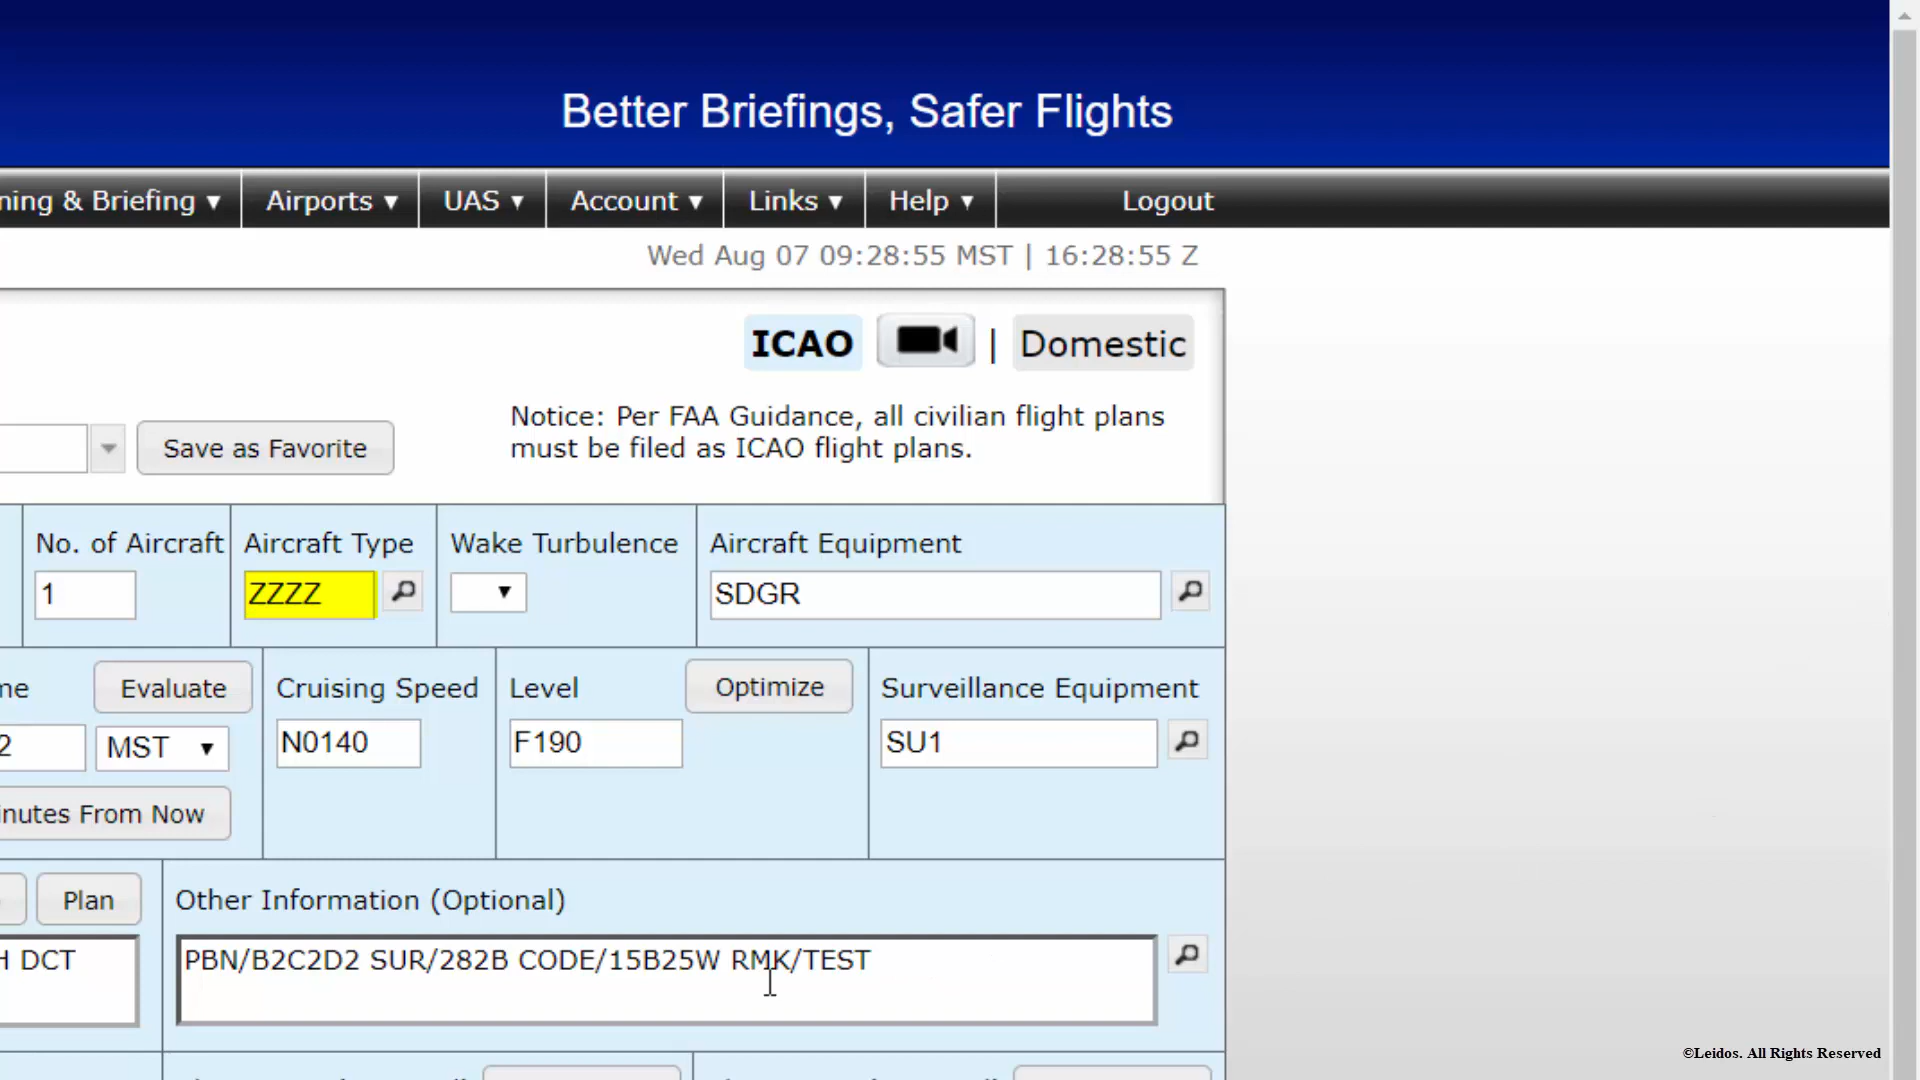 Better Briefings, Safer Flights
ning & Briefing ▾ Airports ▾ UAS ▾ Account ▾ Links ▾ Help ▾ Logout
Wed Aug 07 09:28:55 MST | 16:28:55 Z
ICAO | Domestic
Save as Favorite
Notice: Per FAA Guidance, all civilian flight plans
must be filed as ICAO flight plans.
No. of Aircraft Aircraft Type Wake Turbulence Aircraft Equipment
1 ZZZZ SDGR
me Evaluate Cruising Speed Level Optimize Surveillance Equipment
2 MST N0140 F190 SU1
inutes From Now
Plan Other Information (Optional)
H DCT PBN/B2C2D2 SUR/282B CODE/15B25W RMK/TEST
©Leidos. All Rights Reserved